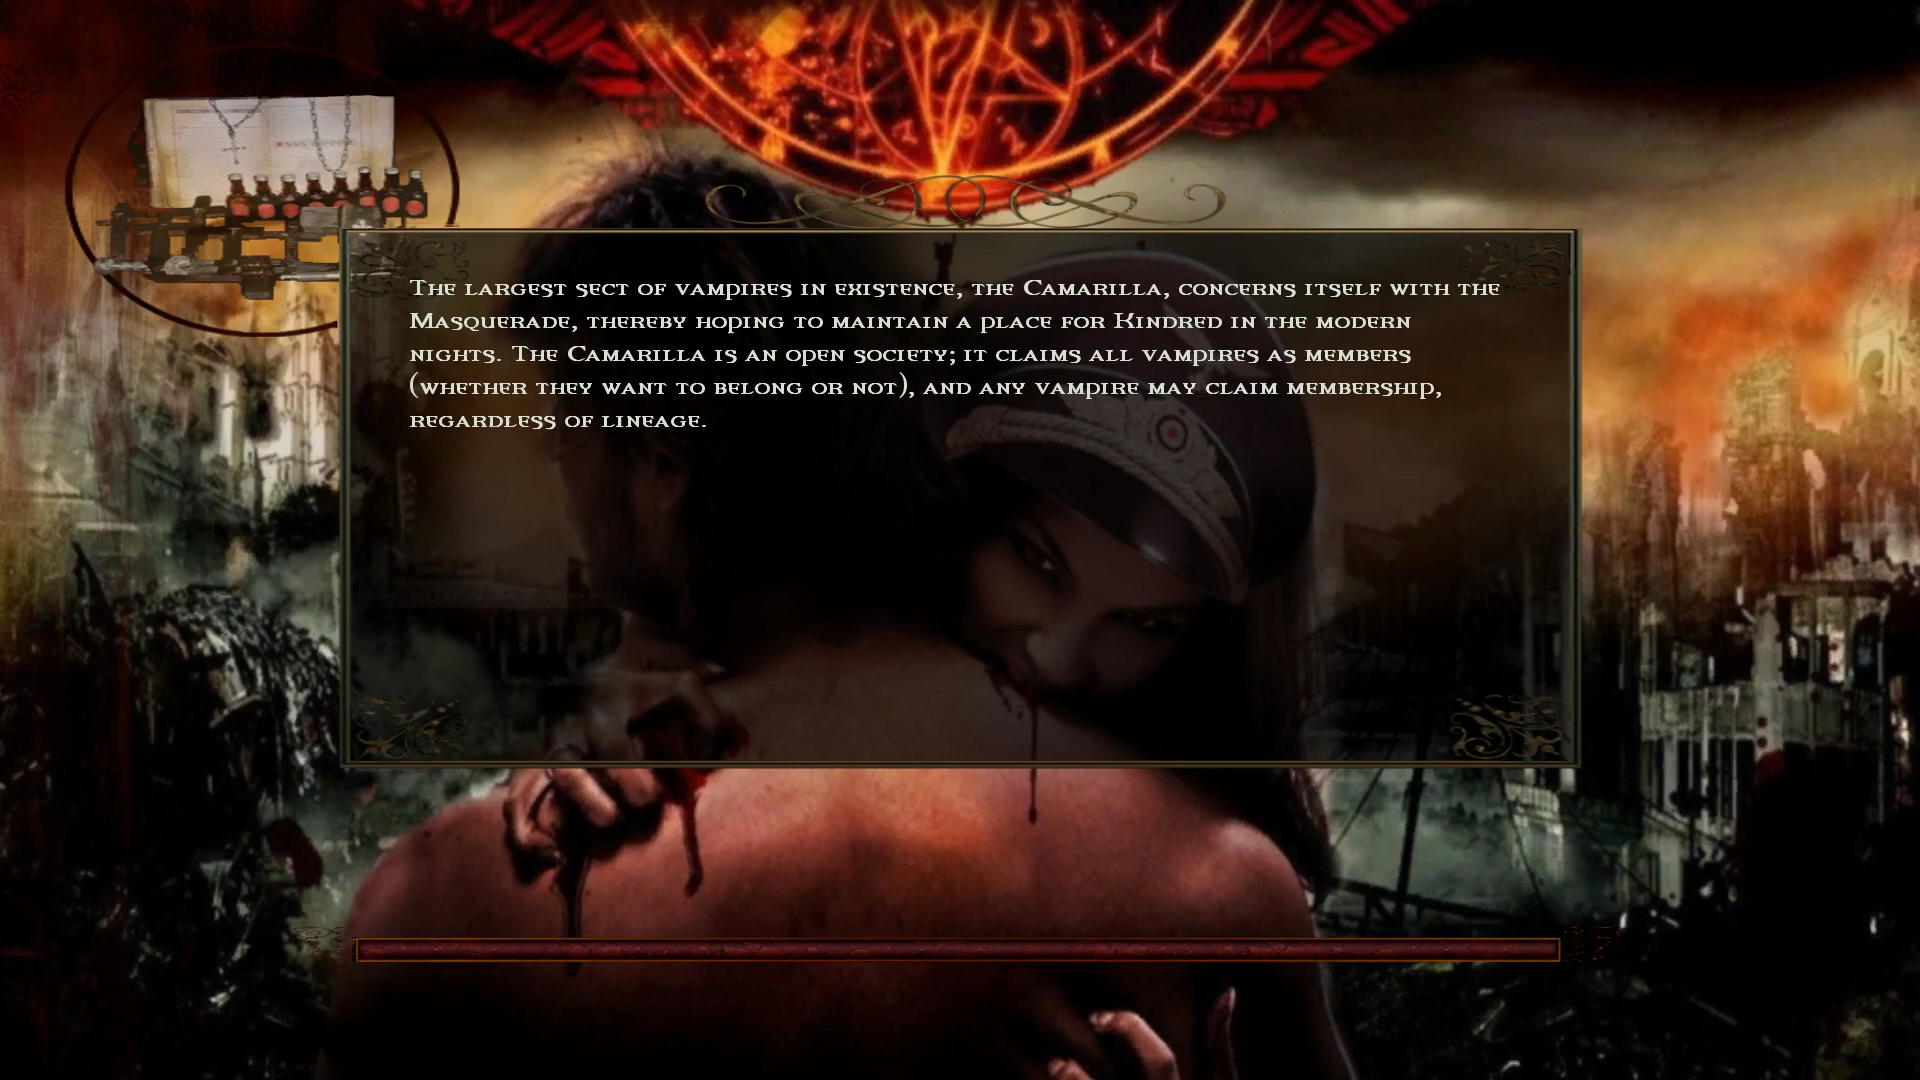 The largest sect of vampires in existence, the Camarilla, concerns itself with the
Masquerade, thereby hoping to maintain a place for Kindred in the modern
nights. The Camarilla is an open society; it claims all vampires as members
(whether they want to belong or not), and any vampire may claim membership,
regardless of lineage.